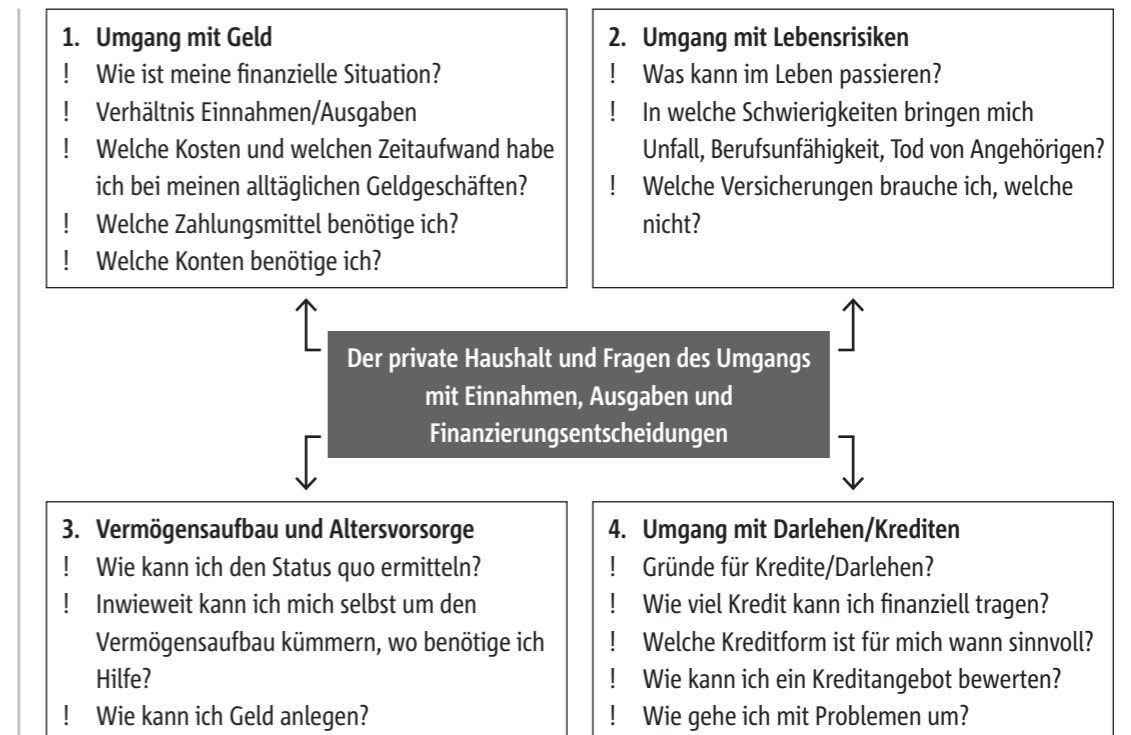 1. Umgang mit Geld
! Wie ist meine finanzielle Situation?
! Verhältnis Einnahmen/Ausgaben
! Welche Kosten und welchen Zeitaufwand habe
ich bei meinen alltäglichen Geldgeschäften?
! Welche Zahlungsmittel benötige ich?
! Welche Konten benötige ich?
2. Umgang mit Lebensrisiken
! Was kann im Leben passieren?
! In welche Schwierigkeiten bringen mich
Unfall, Berufsunfähigkeit, Tod von Angehörigen?
! Welche Versicherungen brauche ich, welche
nicht?
Der private Haushalt und Fragen des Umgangs
mit Einnahmen, Ausgaben und
Finanzierungsentscheidungen
3. Vermögensaufbau und Altersvorsorge
! Wie kann ich den Status quo ermitteln?
! Inwieweit kann ich mich selbst um den
Vermögensaufbau kümmern, wo benötige ich
Hilfe?
! Wie kann ich Geld anlegen?
4. Umgang mit Darlehen/Krediten
! Gründe für Kredite/Darlehen?
! Wie viel Kredit kann ich finanziell tragen?
! Welche Kreditform ist für mich wann sinnvoll?
! Wie kann ich ein Kreditangebot bewerten?
! Wie gehe ich mit Problemen um?